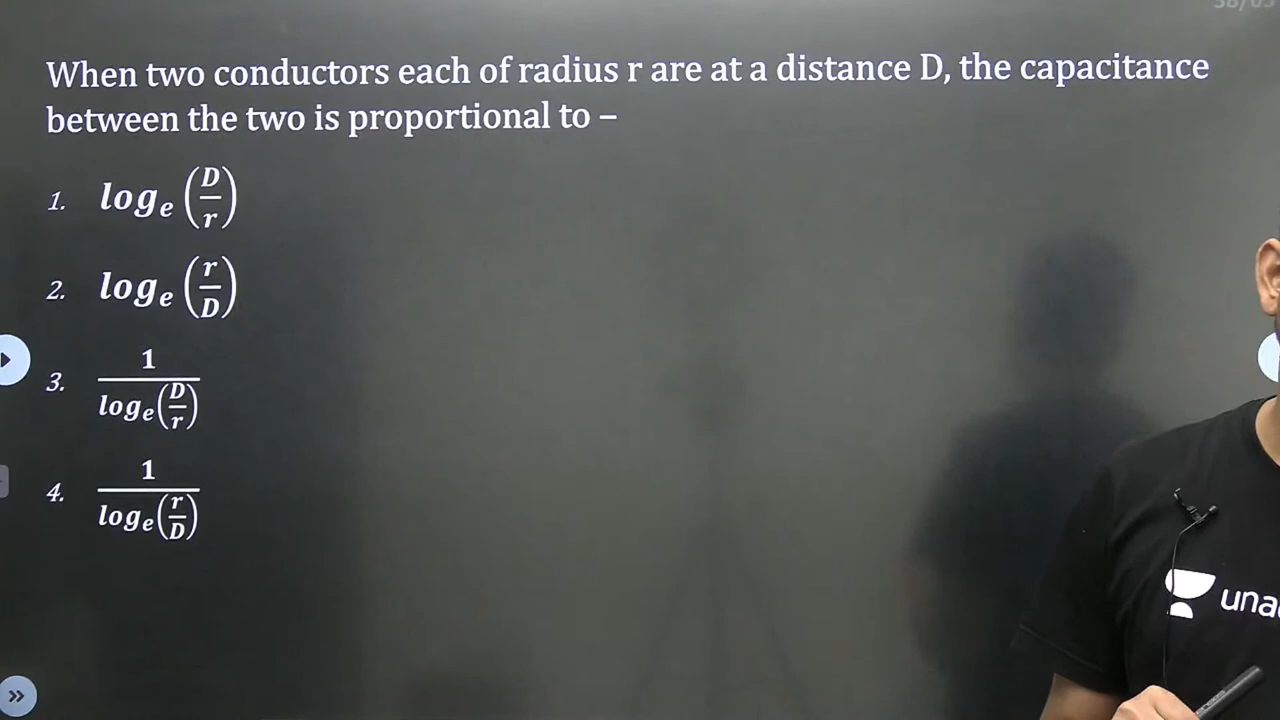 When two conductors each of radius r are at a distance D, the capacitance
between the two is proportional to –
1. logₑ(D/r)
2. logₑ(r/D)
3. 1/logₑ(D/r)
4. 1/logₑ(r/D)